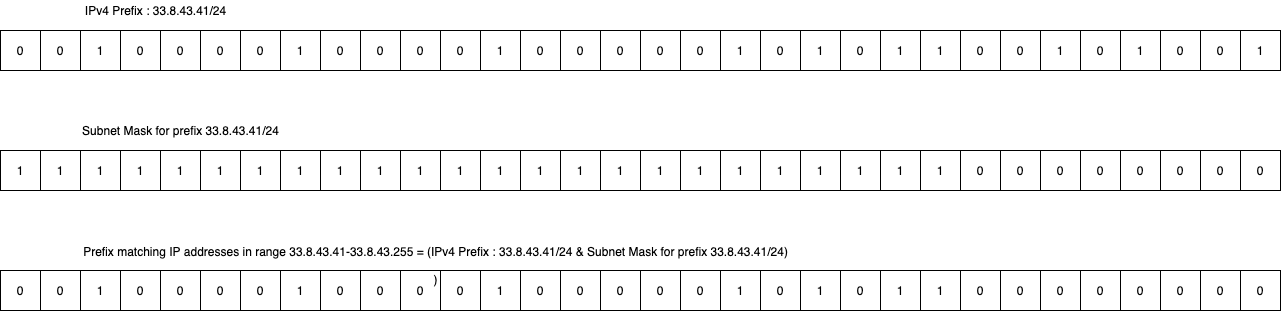 IPv4 Prefix : 33.8.43.41/24
0 0 1 0 0 0 0 1 0 0 0 0 1 0 0 0 0 0 1 0 1 0 1 1 0 0 1 0 1 0 0 1
Subnet Mask for prefix 33.8.43.41/24
1 1 1 1 1 1 1 1 1 1 1 1 1 1 1 1 1 1 1 1 1 1 1 1 0 0 0 0 0 0 0 0
Prefix matching IP addresses in range 33.8.43.41-33.8.43.255 = (IPv4 Prefix : 33.8.43.41/24 & Subnet Mask for prefix 33.8.43.41/24)
)
0 0 1 0 0 0 0 1 0 0 0 0 1 0 0 0 0 0 1 0 1 0 1 1 0 0 0 0 0 0 0 0